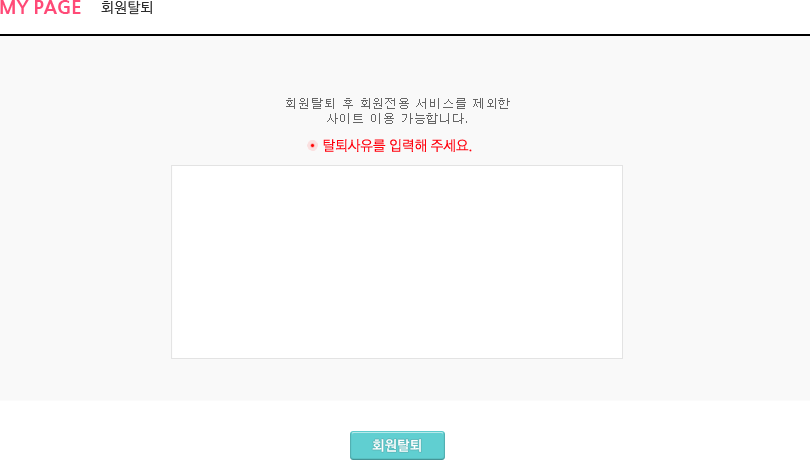 MY PAGE 회원탈퇴
회원탈퇴 후 회원전용 서비스를 제외한
사이트 이용 가능합니다.
탈퇴사유를 입력해 주세요.
회원탈퇴